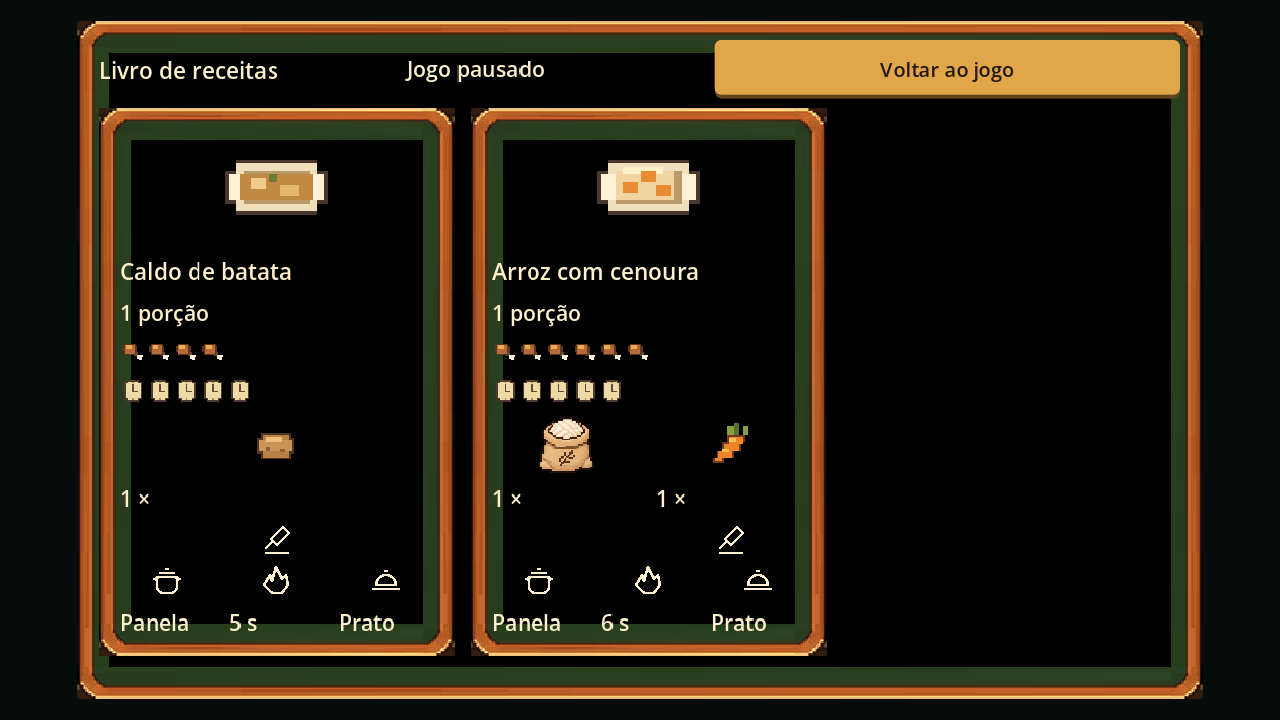 Livro de receitas
Jogo pausado
Voltar ao jogo
Caldo de batata
1 porção
1 ×
Panela 5 s Prato
Arroz com cenoura
1 porção
1 × 1 ×
Panela 6 s Prato